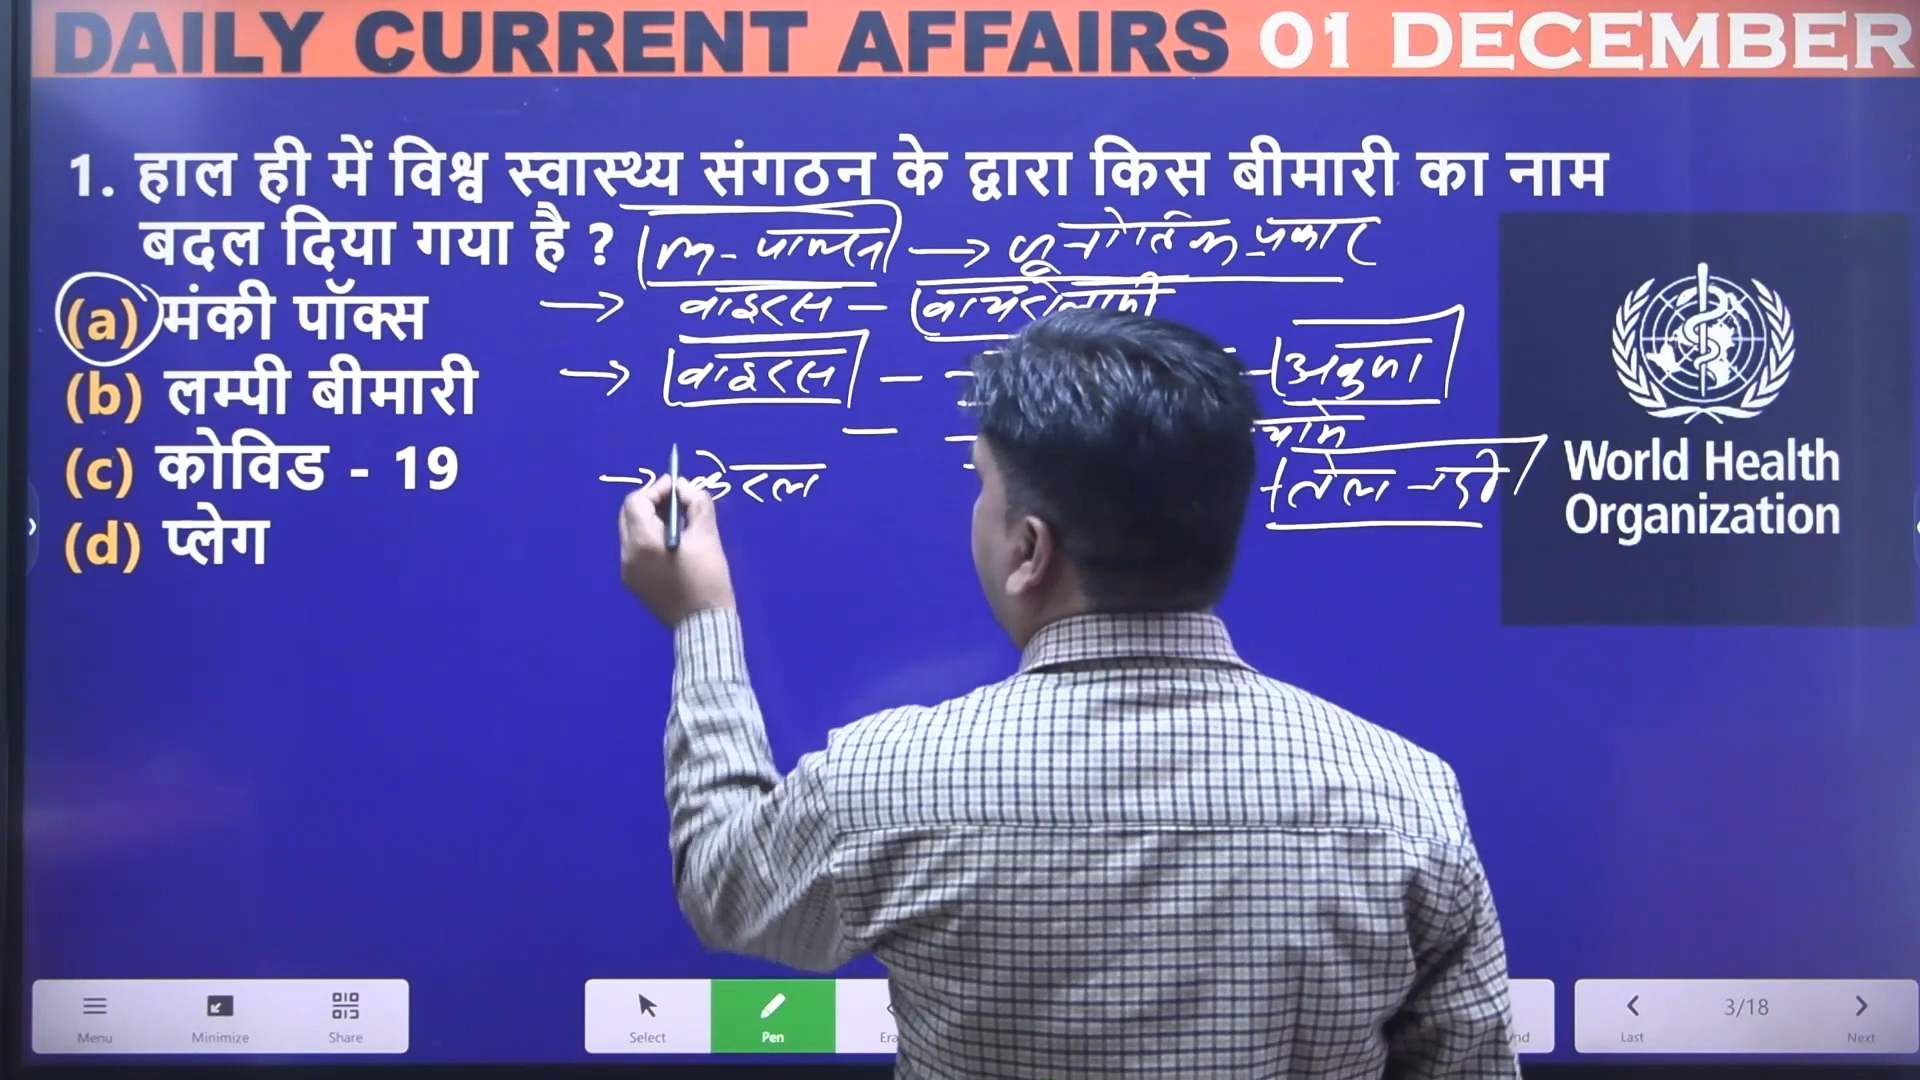 DAILY CURRENT AFFAIRS 01 DECEMBER
1. हाल ही में विश्व स्वास्थ्य संगठन के द्वारा किस बीमारी का नाम
बदल दिया गया है ?
(a) मंकी पॉक्स
(b) लम्पी बीमारी
(c) कोविड - 19
(d) प्लेग
→ वाइरस –
→ वाइरस –
→ केरल
World Health
Organization
Menu Minimize Share Select Pen 3/18 Last Next